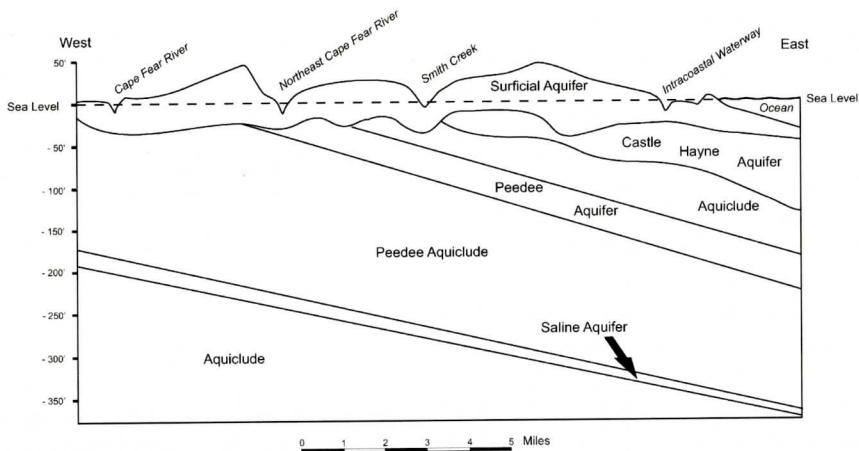 West
East
Cape Fear River
Northeast Cape Fear River
Smith Creek
Intracoastal Waterway
50'
Surficial Aquifer
Sea Level
0
Sea Level
Ocean
- 50'
Castle
Hayne
Aquifer
- 100'
Peedee
Aquifer
Aquiclude
- 150'
- 200'
Peedee Aquiclude
- 250'
- 300'
Saline Aquifer
Aquiclude
- 350'
0 1 2 3 4 5 Miles